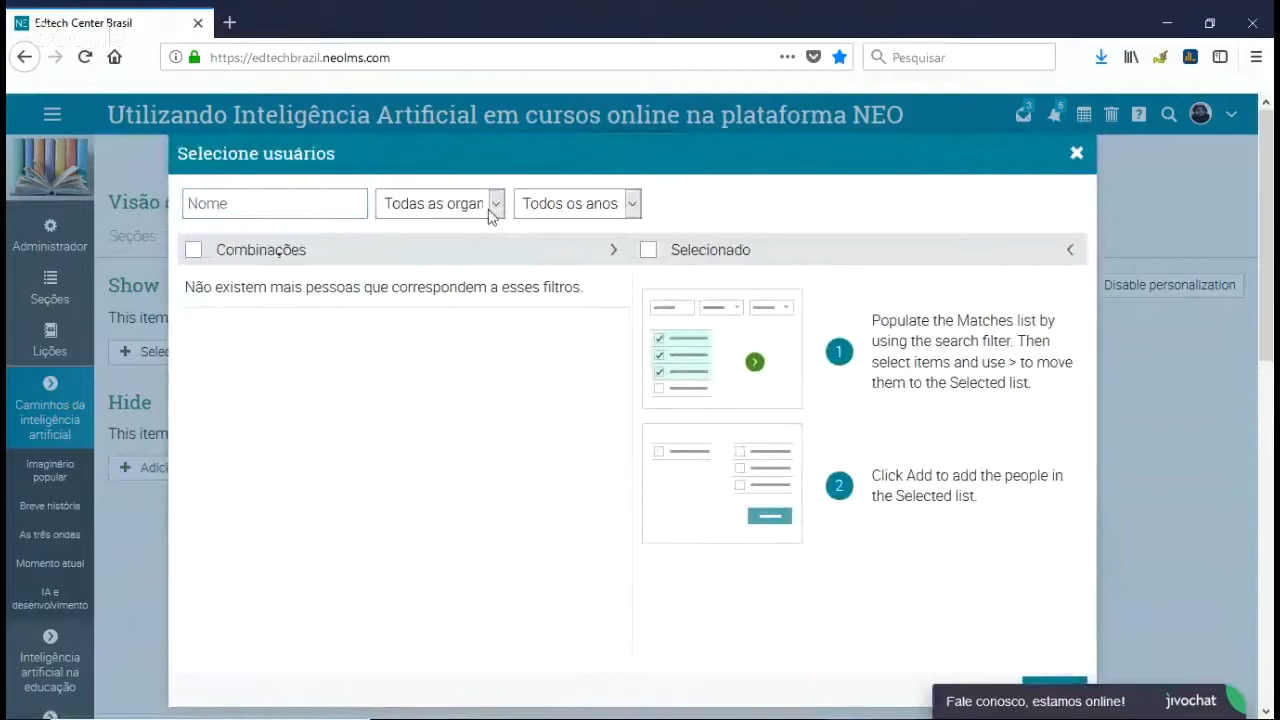 Edtech Center Brasil
https://edtechbrazil.neolms.com
Pesquisar
Utilizando Inteligência Artificial em cursos online na plataforma NEO
3
6
Selecione usuários
Nome
Todas as organ
Todos os anos
Combinações
Selecionado
Não existem mais pessoas que correspondem a esses filtros.
1
Populate the Matches list by
using the search filter. Then
select items and use > to move
them to the Selected list.
2
Click Add to add the people in
the Selected list.
Visão
Seções
Show
This item
Selec
Hide
This item
Adici
Disable personalization
Administrador
Seções
Lições
Caminhos da
inteligência
artificial
Imaginério
popular
Breve história
As três ondas
Momento atual
IA e
desenvolvimento
Inteligência
artificial na
educação
Fale conosco, estamos online!
jivochat